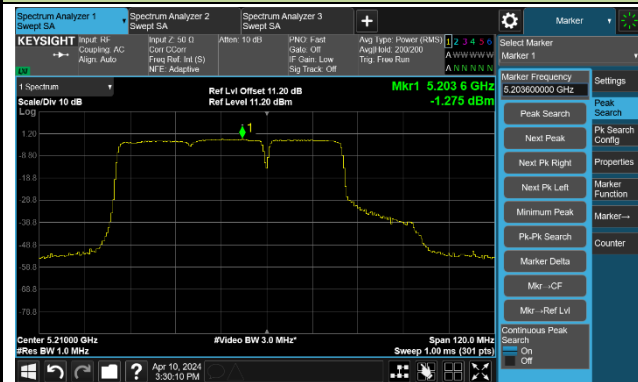 Spectrum Analyzer 1
Swept SA
Spectrum Analyzer 2
Swept SA
Spectrum Analyzer 3
Swept SA
Marker
KEYSIGHT
Input: RF
Coupling: AC
Align: Auto
Input Z: 50 Ω
Corr CCorr
Freq Ref: Int (S)
NFE: Adaptive
Atten: 10 dB
PNO: Fast
Gate: Off
IF Gain: Low
Sig Track: Off
Avg Type: Power (RMS)
Avg|Hold: 200/200
Trig: Free Run
1 2 3 4 5 6
A W W W W W
A N N N N N
LVI
Select Marker
Marker 1
1 Spectrum
Scale/Div 10 dB
Ref Lvl Offset 11.20 dB
Ref Level 11.20 dBm
Mkr1 5.203 6 GHz
-1.275 dBm
Log
1.20
-8.80
-18.8
-28.8
-38.8
-48.8
-58.8
-68.8
-78.8
1
Center 5.21000 GHz
#Res BW 1.0 MHz
#Video BW 3.0 MHz*
Span 120.0 MHz
Sweep 1.00 ms (301 pts)
Marker Frequency
5.203600000 GHz
Peak Search
Next Peak
Next Pk Right
Next Pk Left
Minimum Peak
Pk-Pk Search
Marker Delta
Mkr→CF
Mkr→Ref Lvl
Continuous Peak
Search
On
Off
Settings
Peak
Search
Pk Search
Config
Properties
Marker
Function
Marker→
Counter
Apr 10, 2024
3:30:10 PM